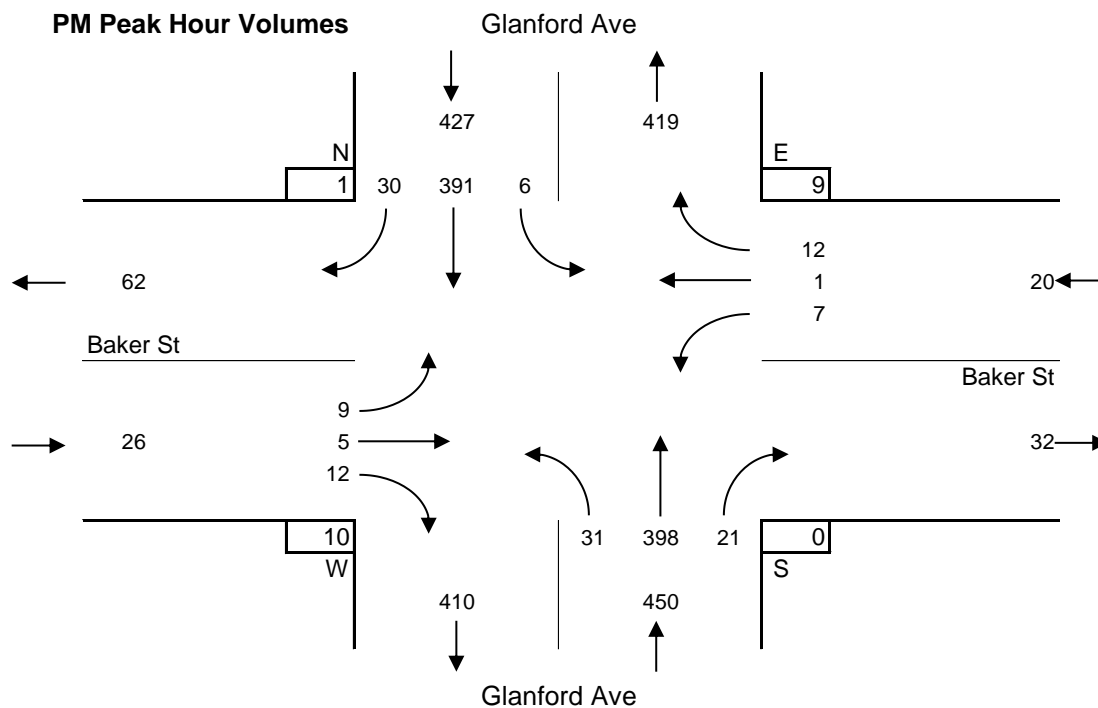 PM Peak Hour Volumes Glanford Ave
427 419
N E
1 30 391 6 9
12
62 1 20
7
Baker St
Baker St
9
26 5 32
12
10 31 398 21 0
W S
410 450
Glanford Ave